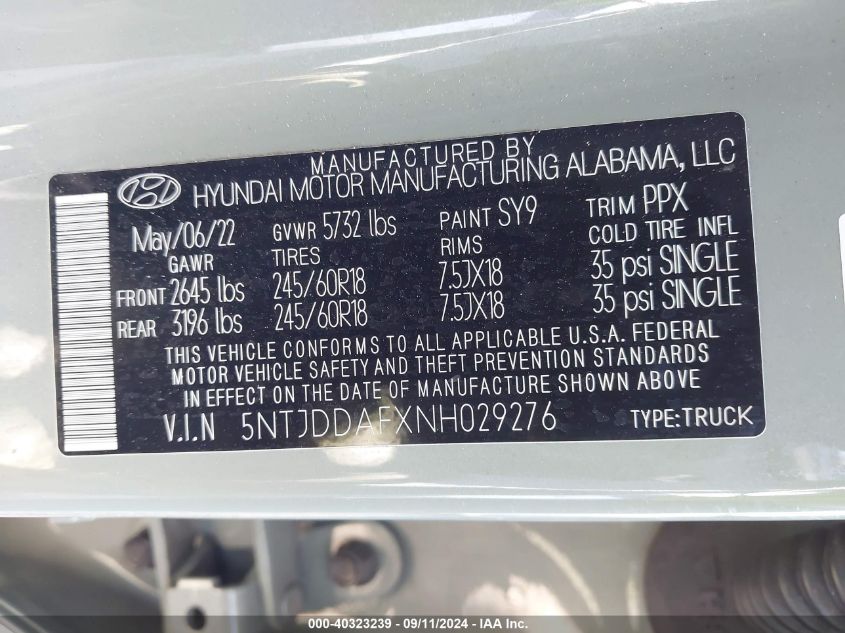 MANUFACTURED BY
HYUNDAI MOTOR MANUFACTURING ALABAMA, LLC
May/06/22 GVWR 5732 lbs PAINT SY9 TRIM PPX
GAWR TIRES RIMS COLD TIRE INFL
FRONT 2645 lbs 245/60R18 7.5JX18 35 psi SINGLE
REAR 3196 lbs 245/60R18 7.5JX18 35 psi SINGLE
THIS VEHICLE CONFORMS TO ALL APPLICABLE U.S.A. FEDERAL
MOTOR VEHICLE SAFETY AND THEFT PREVENTION STANDARDS
IN EFFECT ON THE DATE OF MANUFACTURE SHOWN ABOVE.
V.I.N 5NTJDDAFXNH029276 TYPE:TRUCK
000-40323239 - 09/11/2024 - IAA Inc.